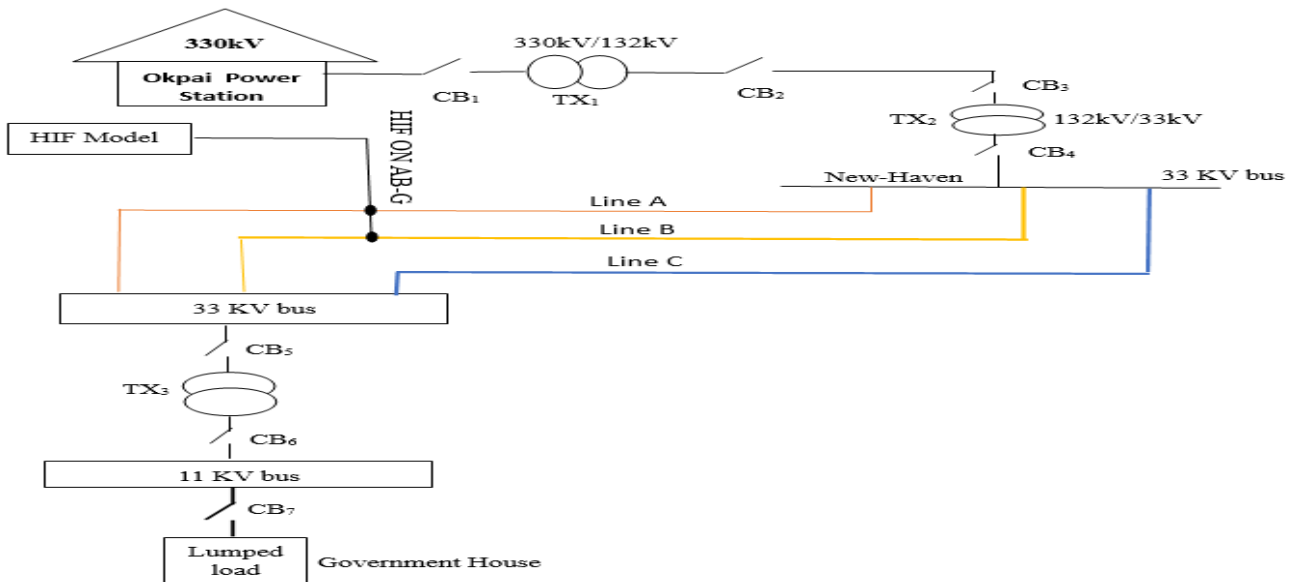 330kV
Okpai Power
Station
330kV/132kV
CB₁
TX₁
CB₂
CB₃
TX₂
132kV/33kV
CB₄
HIF Model
HIF ON AB-G
New-Haven
33 KV bus
Line A
Line B
Line C
33 KV bus
CB₅
TX₃
CB₆
11 KV bus
CB₇
Lumped
load
Government House